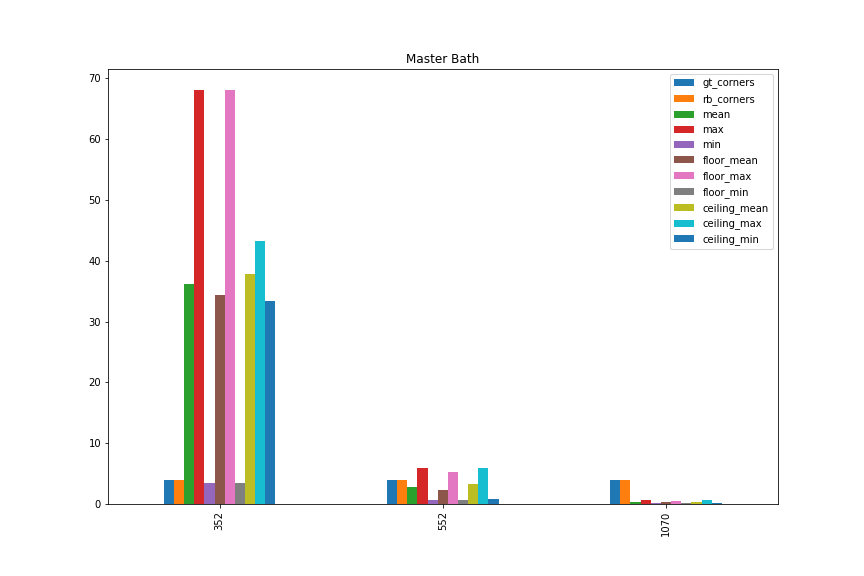 Master Bath
70
60
50
40
30
20
10
0
gt_corners
rb_corners
mean
max
min
floor_mean
floor_max
floor_min
ceiling_mean
ceiling_max
ceiling_min
352
552
1070